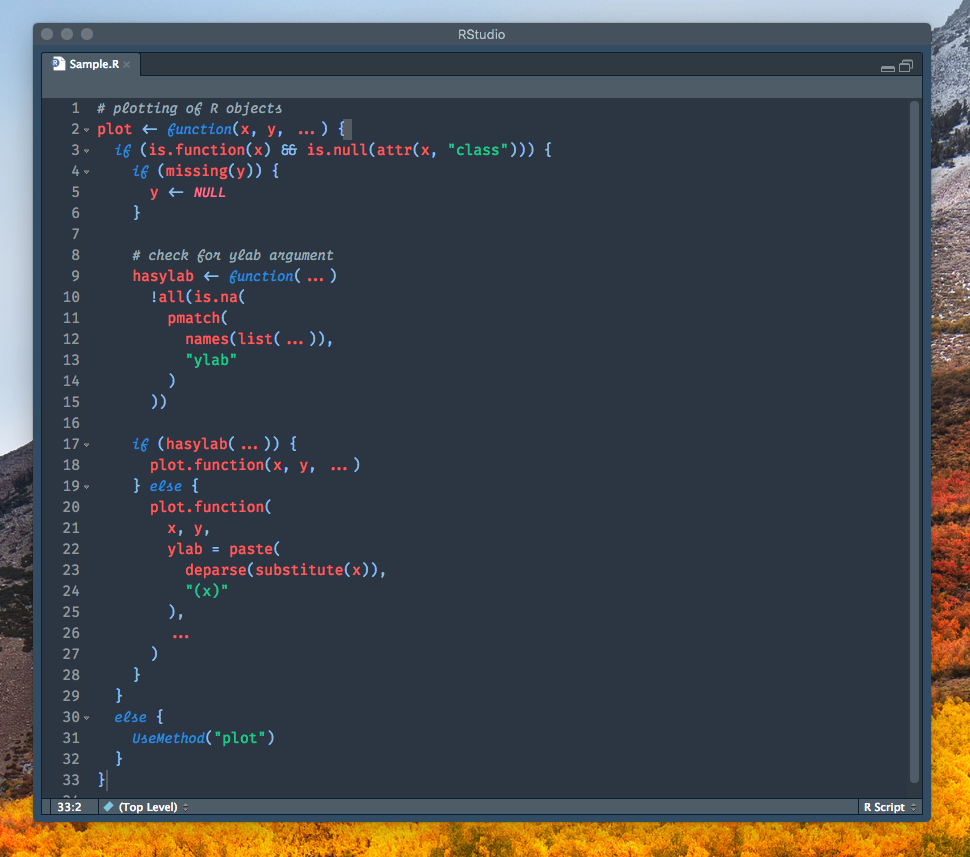 RStudio
Sample.R
1 # plotting of R objects
2 plot <- function(x, y, ...) {
3 if (is.function(x) && is.null(attr(x, "class"))) {
4 if (missing(y)) {
5 y <- NULL
6 }
7
8 # check for ylab argument
9 hasylab <- function(...)
10 !all(is.na(
11 pmatch(
12 names(list(...)),
13 "ylab"
14 )
15 ))
16
17 if (hasylab(...)) {
18 plot.function(x, y, ...)
19 } else {
20 plot.function(
21 x, y,
22 ylab = paste(
23 deparse(substitute(x)),
24 "(x)"
25 ),
26 ...
27 )
28 }
29 }
30 else {
31 UseMethod("plot")
32 }
33 }
33:2 (Top Level) R Script